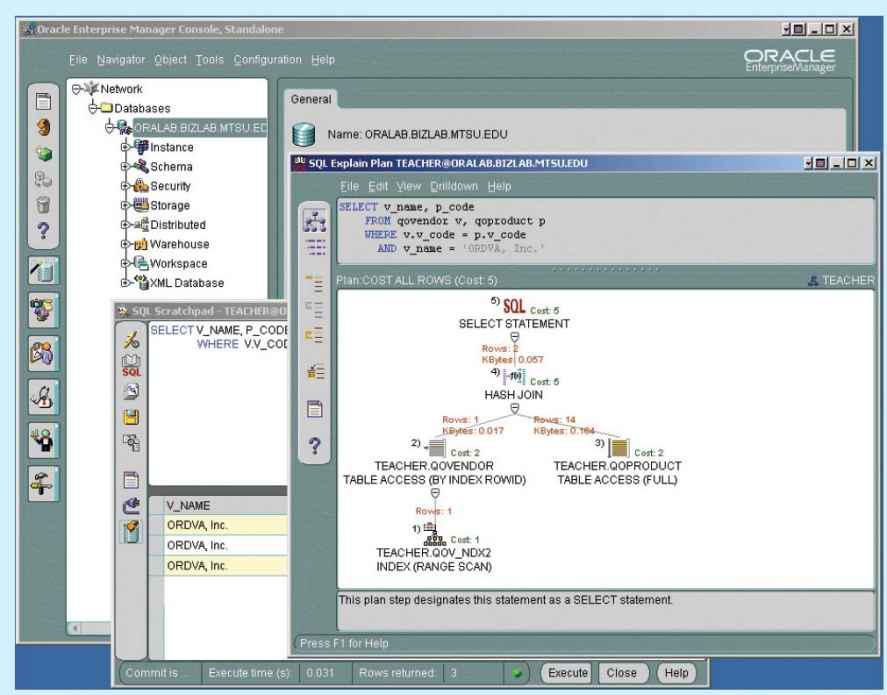 Oracle Enterprise Manager Console, Standalone
File Navigator Object Tools Configuration Help
ORACLE
EnterpriseManager
Network
Databases
ORALAB.BIZLAB.MTSU.ED
Instance
Schema
Security
Storage
Distributed
Warehouse
Workspace
XML Database
General
Name: ORALAB.BIZLAB.MTSU.EDU
SQL Explain Plan TEACHER@ORALAB.BIZLAB.MTSU.EDU
File Edit View Drilldown Help
SELECT v_name, p_code
FROM qovendor v, qoproduct p
WHERE v.v_code = p.v_code
AND v_name = 'ORDVA, Inc.'
Plan:COST ALL ROWS (Cost: 5)
TEACHER
5) SQL Cost: 5
SELECT STATEMENT
Rows: 2
KBytes: 0.057
4) Cost: 5
HASH JOIN
Rows: 1
KBytes: 0.017
Rows: 14
KBytes: 0.164
2) Cost: 2
TEACHER.QOVENDOR
TABLE ACCESS (BY INDEX ROWID)
3) Cost: 2
TEACHER.QOPRODUCT
TABLE ACCESS (FULL)
Rows: 1
1) Cost: 1
TEACHER.QOV_NDX2
INDEX (RANGE SCAN)
This plan step designates this statement as a SELECT statement.
Press F1 for Help
SQL Scratchpad - TEACHER@O
SELECT V_NAME, P_CODE
WHERE V.V_COD
SQL
V_NAME
ORDVA, Inc.
ORDVA, Inc.
ORDVA, Inc.
Commit is ... Execute time (s): 0.031 Rows returned: 3 Execute Close Help